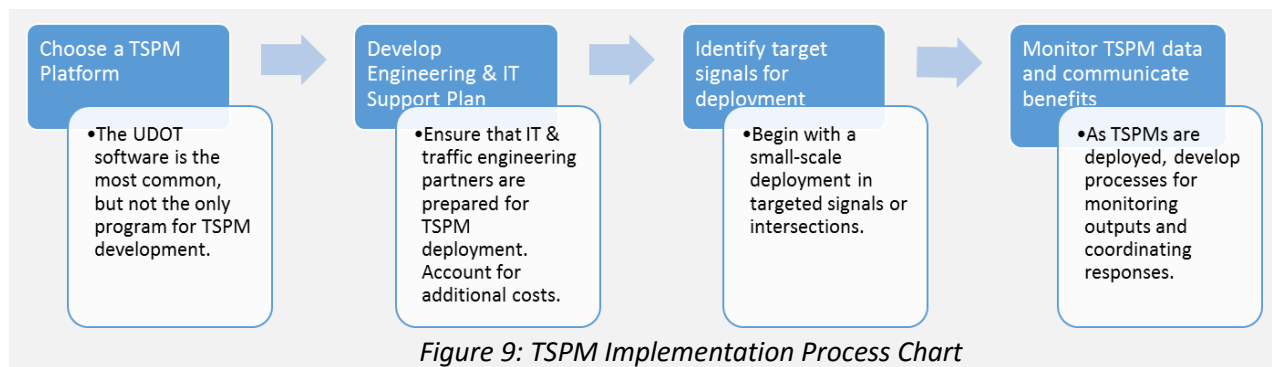 Choose a TSPM
Platform
•The UDOT
software is the
most common,
but not the only
program for TSPM
development.
Develop
Engineering & IT
Support Plan
•Ensure that IT &
traffic engineering
partners are
prepared for
TSPM
deployment.
Account for
additional costs.
Identify target
signals for
deployment
•Begin with a
small-scale
deployment in
targeted signals or
intersections.
Monitor TSPM data
and communicate
benefits
•As TSPMs are
deployed, develop
processes for
monitoring
outputs and
coordinating
responses.
Figure 9: TSPM Implementation Process Chart